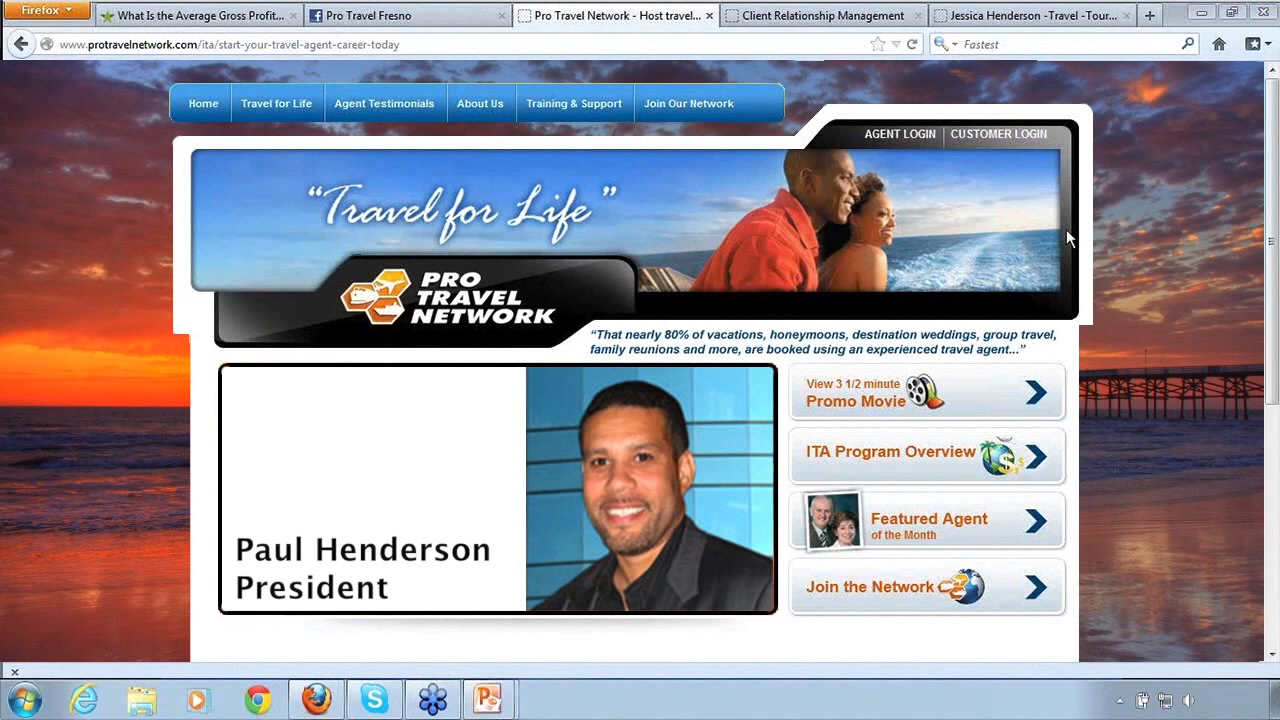 Firefox
What Is the Average Gross Profit...
Pro Travel Fresno
Pro Travel Network - Host travel...
Client Relationship Management
Jessica Henderson -Travel -Tour...
www.protravelnetwork.com/ita/start-your-travel-agent-career-today
Fastest
Home
Travel for Life
Agent Testimonials
About Us
Training & Support
Join Our Network
AGENT LOGIN
CUSTOMER LOGIN
“Travel for Life”
PRO
TRAVEL
NETWORK
“That nearly 80% of vacations, honeymoons, destination weddings, group travel,
family reunions and more, are booked using an experienced travel agent...”
Paul Henderson
President
View 3 1/2 minute
Promo Movie
ITA Program Overview
Featured Agent
of the Month
Join the Network